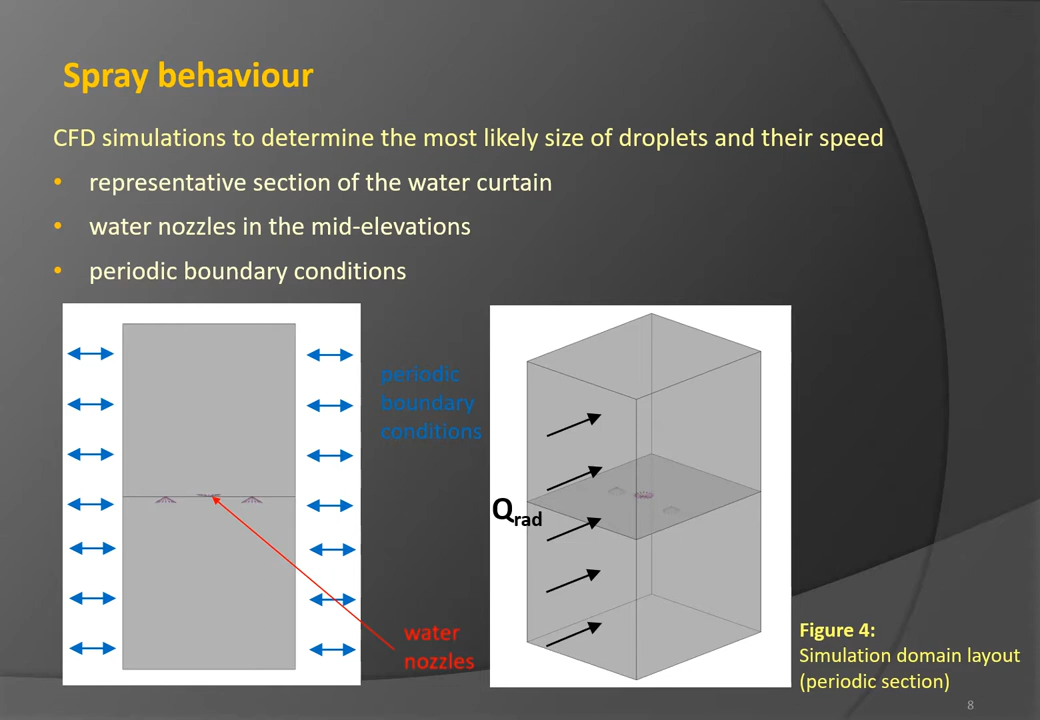 Spray behaviour
CFD simulations to determine the most likely size of droplets and their speed
• representative section of the water curtain
• water nozzles in the mid-elevations
• periodic boundary conditions
periodic
boundary
conditions
water
nozzles
Qrad
Figure 4:
Simulation domain layout
(periodic section)
8